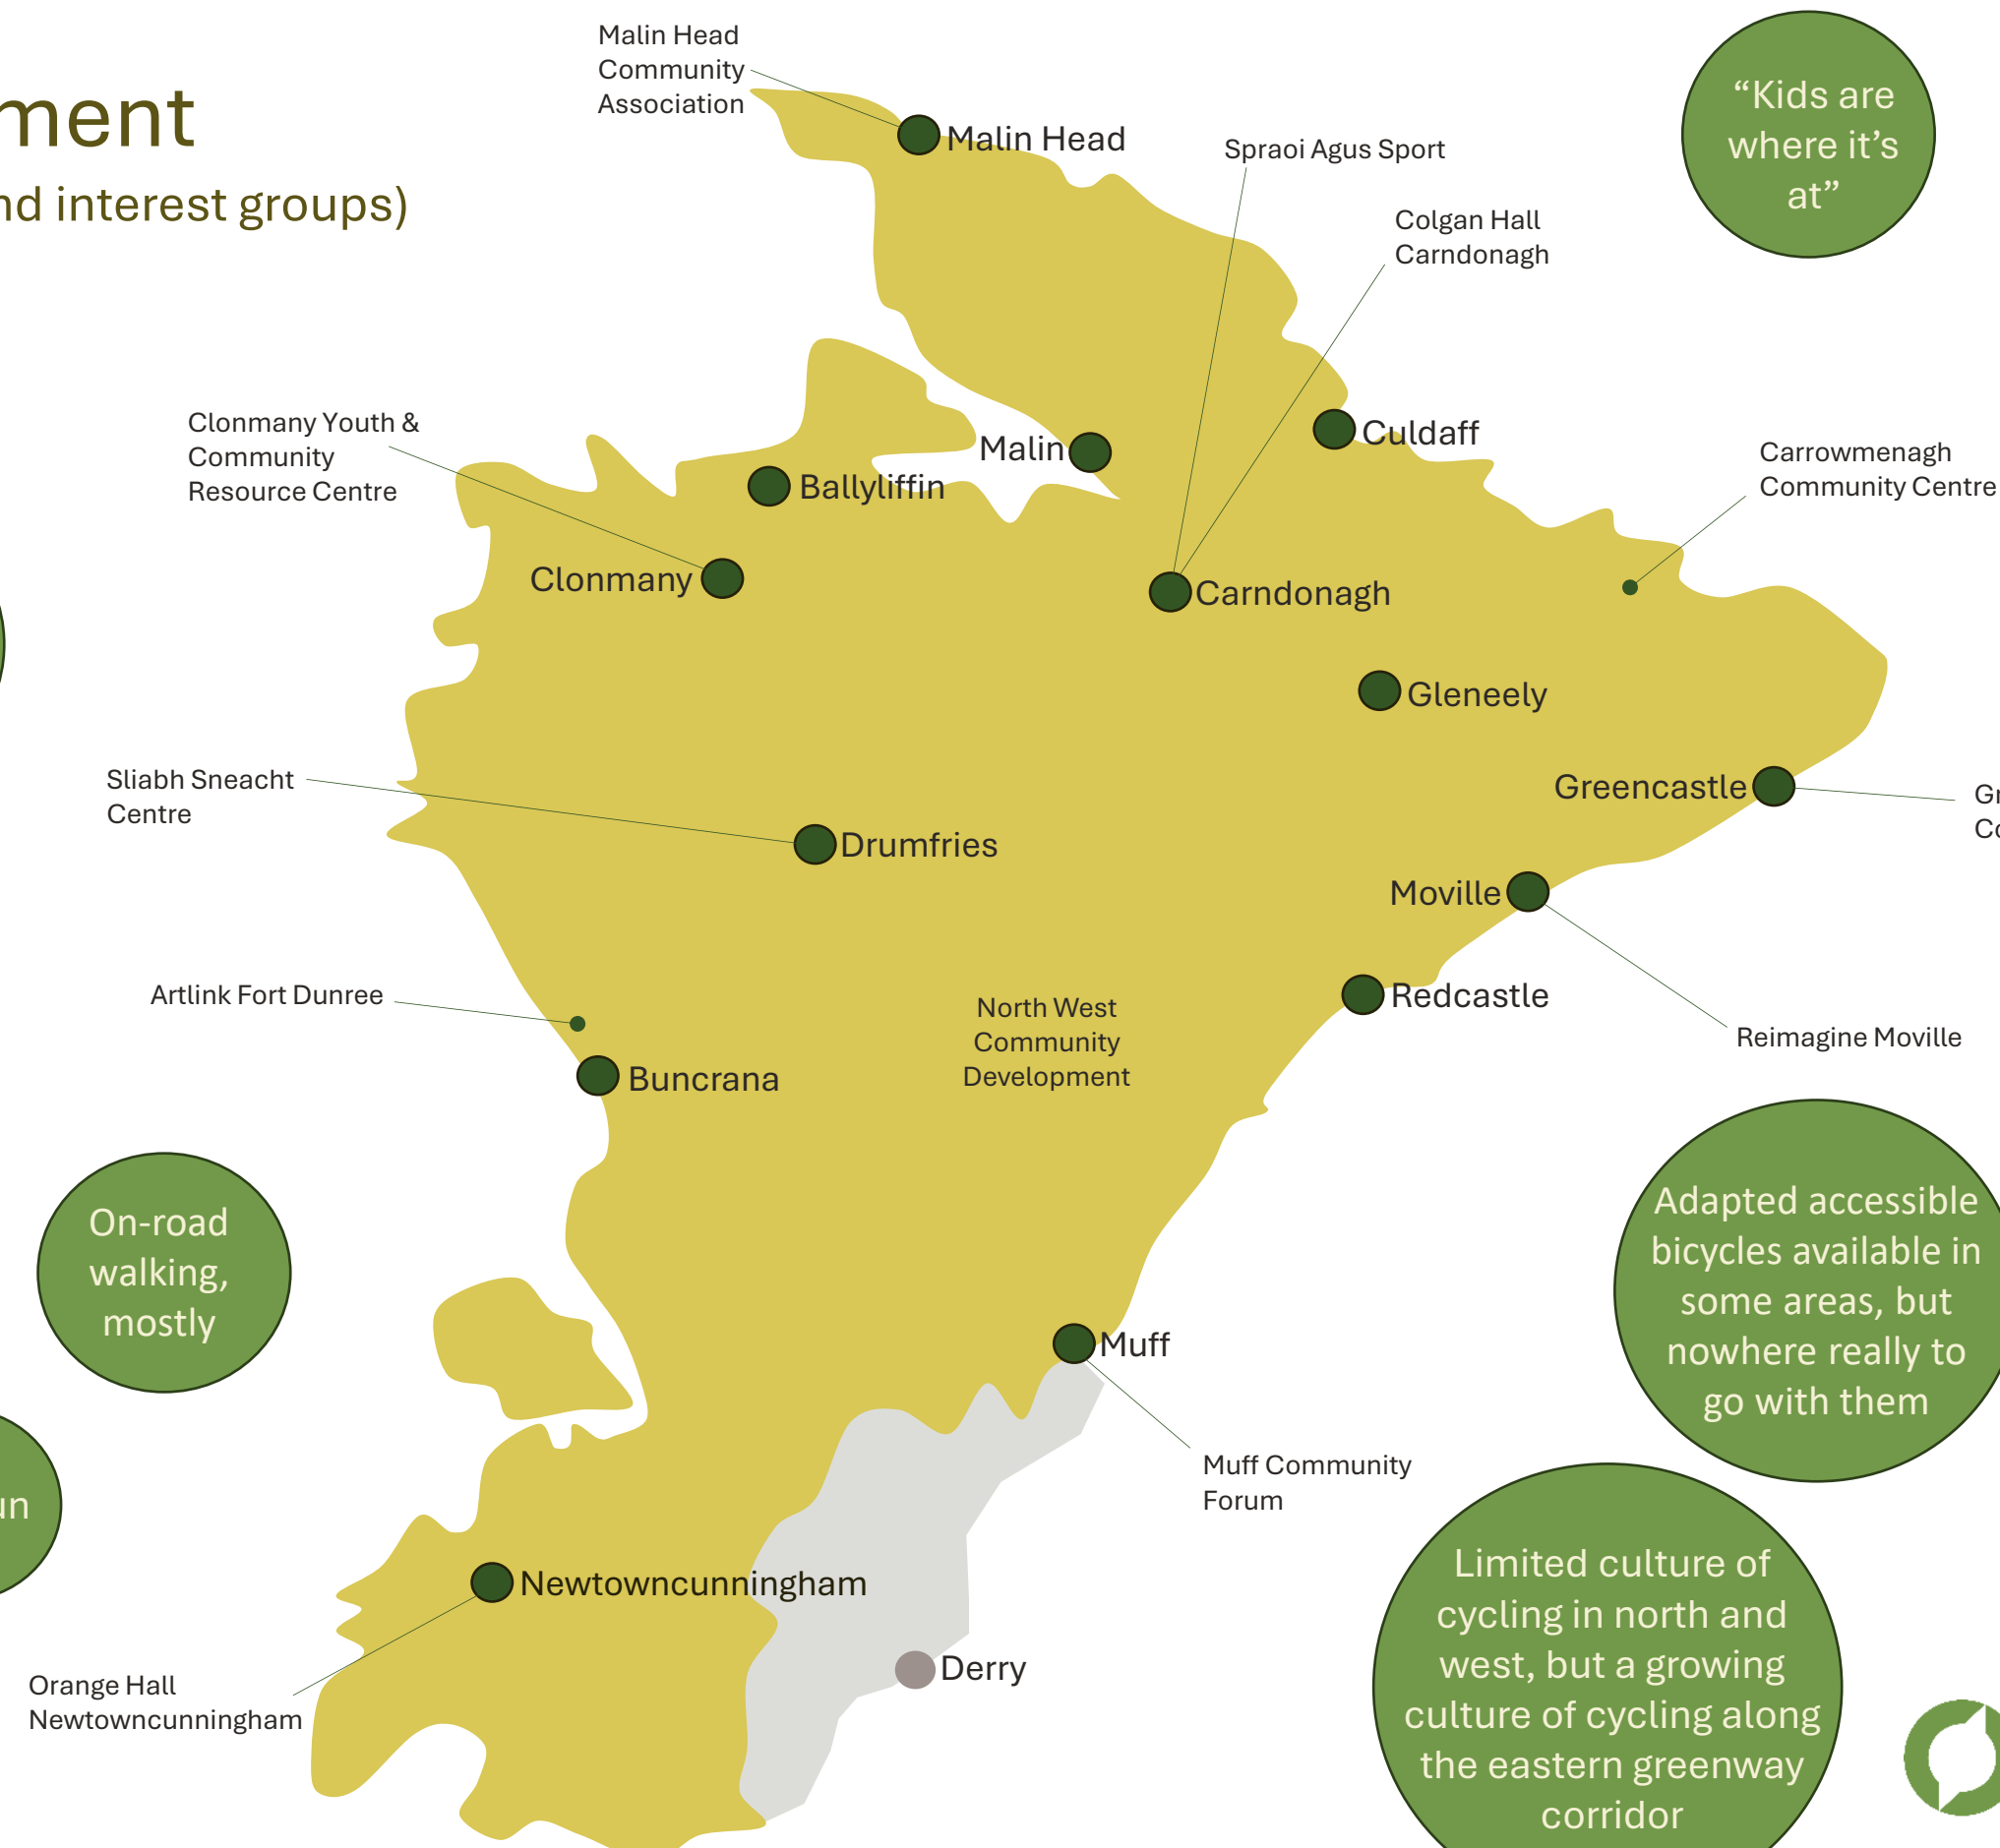 ment
nd interest groups)
Malin Head
Community
Association
Malin Head
Spraoi Agus Sport
Colgan Hall
Carndonagh
“Kids are
where it’s
at”
Clonmany Youth &
Community
Resource Centre
Malin
Culdaff
Ballyliffin
Carrowmenagh
Community Centre
Clonmany
Carndonagh
Gleneely
Sliabh Sneacht
Centre
Greencastle
Gr
Co
Drumfries
Moville
Artlink Fort Dunree
North West
Community
Development
Redcastle
Reimagine Moville
Buncrana
On-road
walking,
mostly
Adapted accessible
bicycles available in
some areas, but
nowhere really to
go with them
Muff
Muff Community
Forum
un
Newtowncunningham
Limited culture of
cycling in north and
west, but a growing
culture of cycling along
the eastern greenway
corridor
Derry
Orange Hall
Newtowncunningham